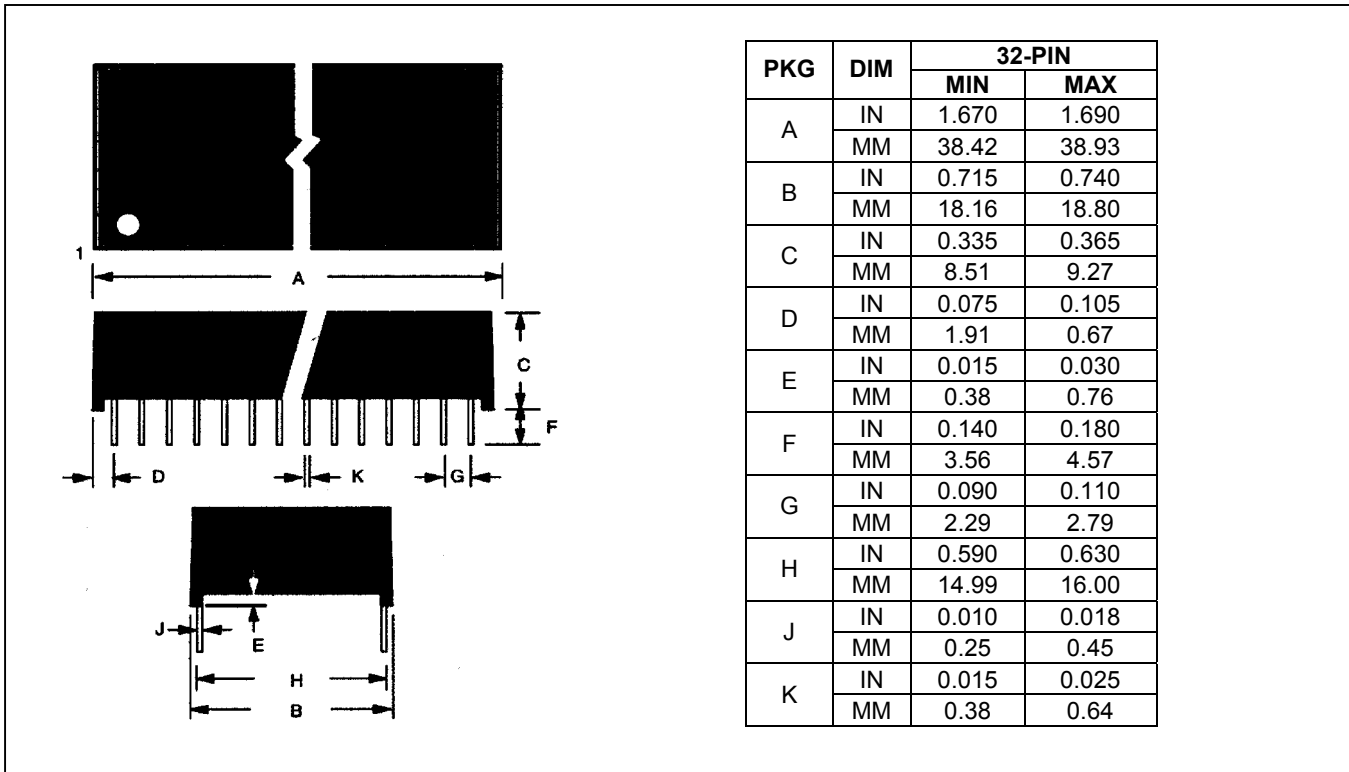 1
A
C
F
D
K
G
J
E
H
B
PKG DIM 32-PIN
MIN MAX
A IN 1.670 1.690
MM 38.42 38.93
B IN 0.715 0.740
MM 18.16 18.80
C IN 0.335 0.365
MM 8.51 9.27
D IN 0.075 0.105
MM 1.91 0.67
E IN 0.015 0.030
MM 0.38 0.76
F IN 0.140 0.180
MM 3.56 4.57
G IN 0.090 0.110
MM 2.29 2.79
H IN 0.590 0.630
MM 14.99 16.00
J IN 0.010 0.018
MM 0.25 0.45
K IN 0.015 0.025
MM 0.38 0.64